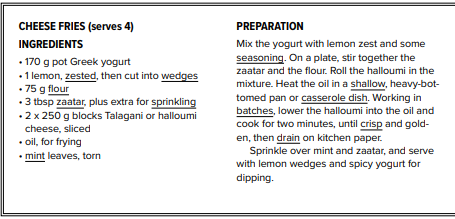 CHEESE FRIES (serves 4)
INGREDIENTS
• 170 g pot Greek yogurt
• 1 lemon, zested, then cut into wedges
• 75 g flour
• 3 tbsp zaatar, plus extra for sprinkling
• 2 x 250 g blocks Talagani or halloumi
cheese, sliced
• oil, for frying
• mint leaves, torn
PREPARATION
Mix the yogurt with lemon zest and some
seasoning. On a plate, stir together the
zaatar and the flour. Roll the halloumi in the
mixture. Heat the oil in a shallow, heavy-bot-
tomed pan or casserole dish. Working in
batches, lower the halloumi into the oil and
cook for two minutes, until crisp and gold-
en, then drain on kitchen paper.
Sprinkle over mint and zaatar, and serve
with lemon wedges and spicy yogurt for
dipping.